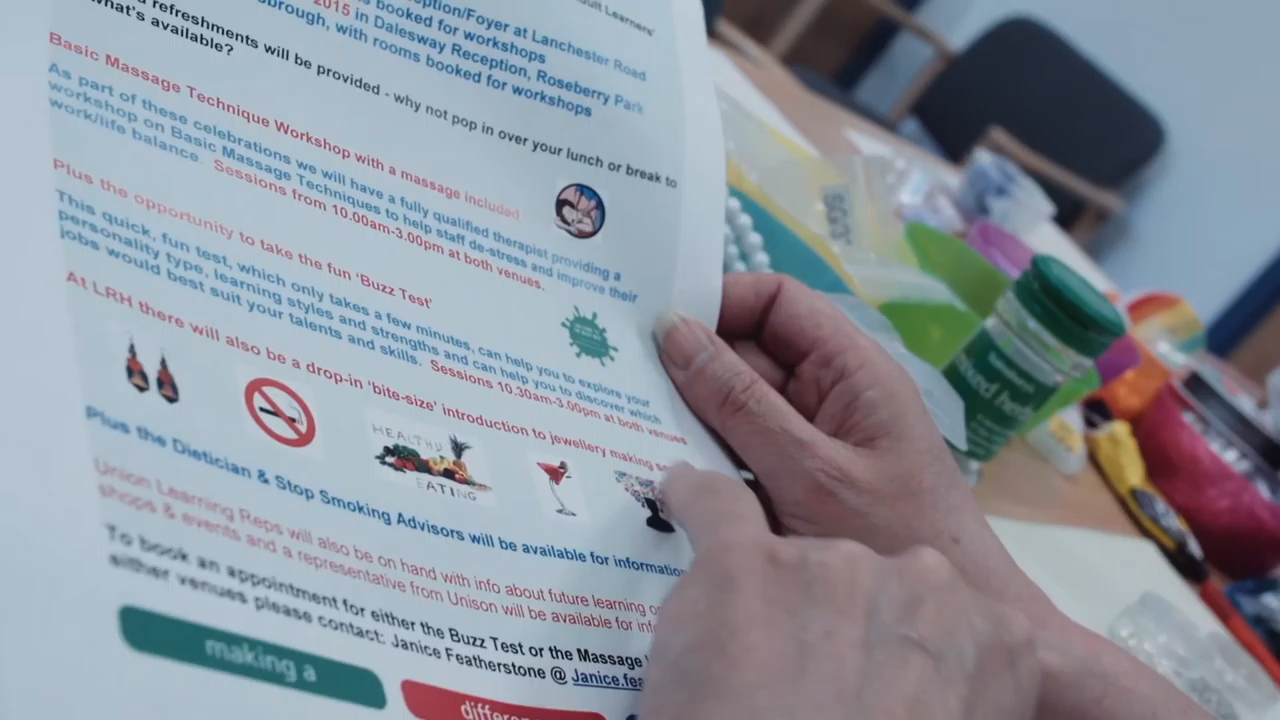 ult Learners'
ption/Foyer at Lanchester Road
s booked for workshops
2015 in Dalesway Reception, Roseberry Park
sbrough, with rooms booked for workshops
d refreshments will be provided - why not pop in over your lunch or break to
what's available?
Basic Massage Technique Workshop with a massage included
As part of these celebrations we will have a fully qualified therapist providing a
workshop on Basic Massage Techniques to help staff de-stress and improve their
work/life balance. Sessions from 10.00am-3.00pm at both venues.
Plus the opportunity to take the fun 'Buzz Test'
This quick, fun test, which only takes a few minutes, can help you to explore your
personality type, learning styles and strengths and can help you to discover which
jobs would best suit your talents and skills. Sessions 10.30am-3.00pm at both venues
At LRH there will also be a drop-in 'bite-size' introduction to jewellery making se
HEALTHY
EATING
Plus the Dietician & Stop Smoking Advisors will be available for information
Union Learning Reps will also be on hand with info about future learning
shops & events and a representative from Unison will be available for inf
To book an appointment for either the Buzz Test or the Massage
either venues please contact: Janice Featherstone @ Janice.fea
making a
differe
mixed herbs